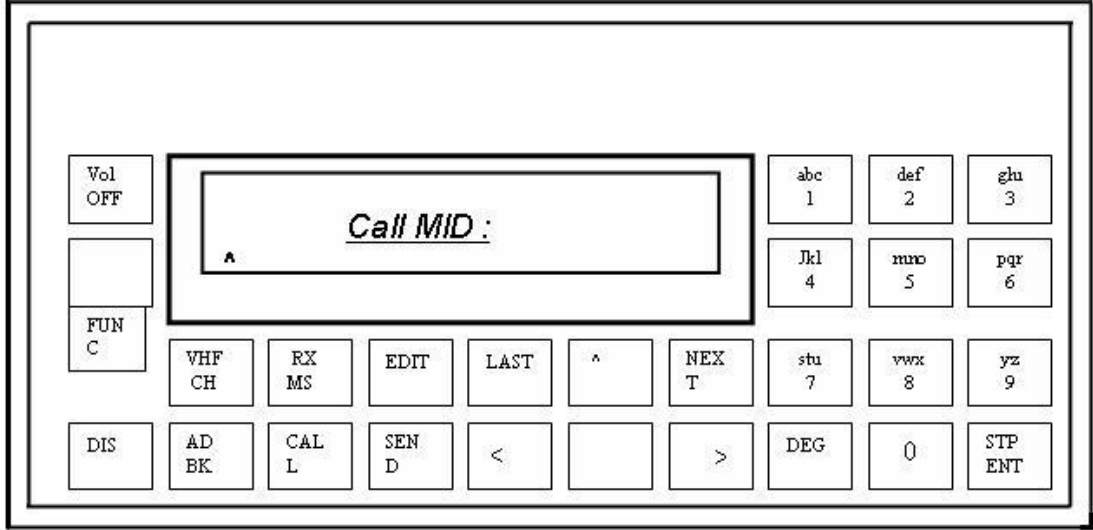 Vol
OFF
Call MID :
^
abc
1
def
2
ghi
3
Jkl
4
mno
5
pqr
6
FUN
C
VHF
CH
RX
MS
EDIT
LAST
^
NEX
T
stu
7
vwx
8
yz
9
DIS
AD
BK
CAL
L
SEN
D
<
>
DEG
0
STP
ENT